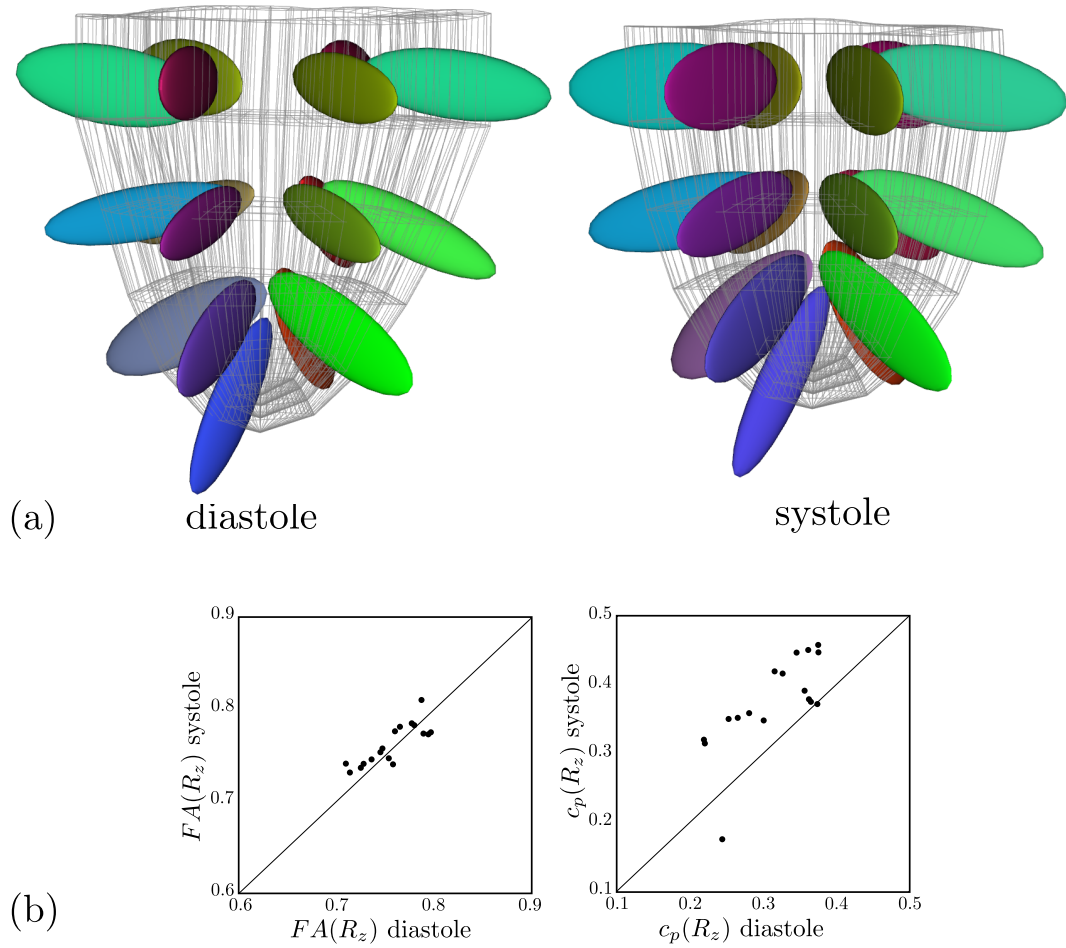 (a)
diastole
systole
(b)
0.9
0.8
0.7
0.6
0.6 0.7 0.8 0.9
FA(R_z) systole
FA(R_z) diastole
0.5
0.4
0.3
0.2
0.1
0.1 0.2 0.3 0.4 0.5
c_p(R_z) systole
c_p(R_z) diastole